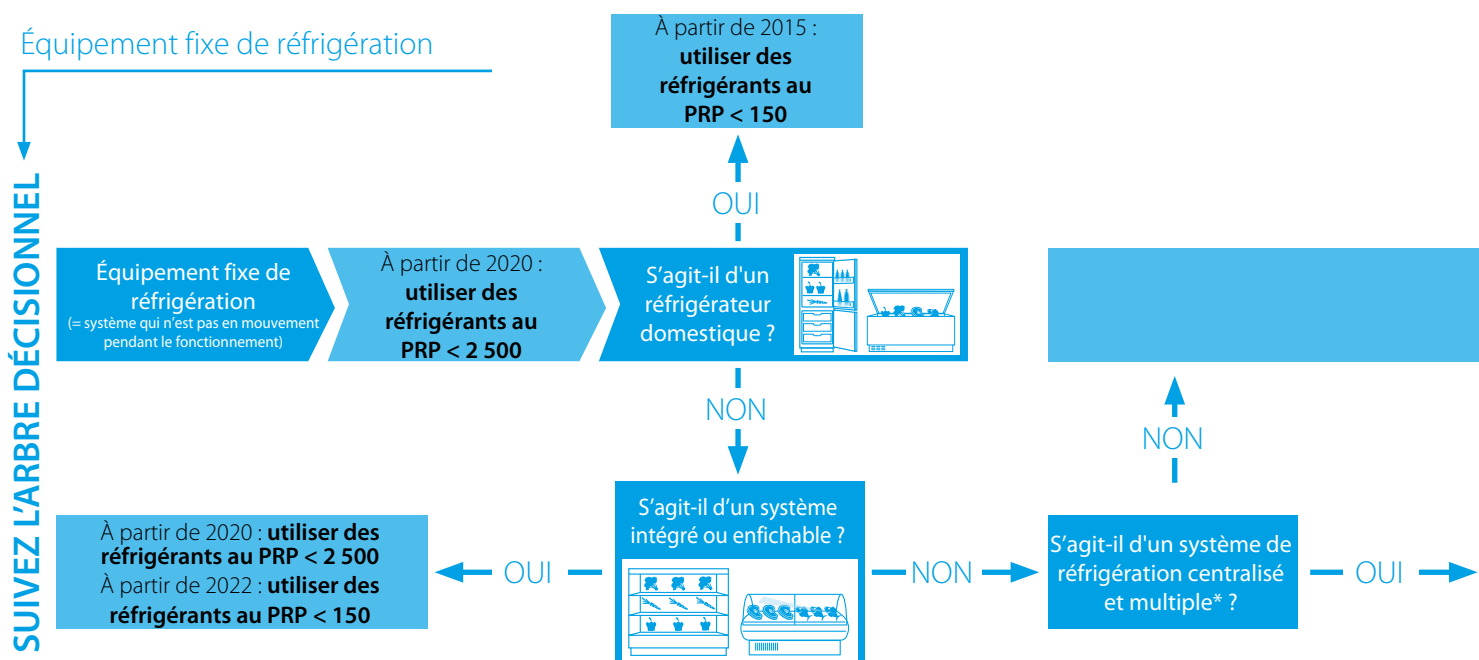 Équipement fixe de réfrigération
SUIVEZ L'ARBRE DÉCISIONNEL
À partir de 2015 :
utiliser des
réfrigérants au
PRP < 150
OUI
Équipement fixe de
réfrigération
(= système qui n'est pas en mouvement
pendant le fonctionnement)
À partir de 2020 :
utiliser des
réfrigérants au
PRP < 2 500
S’agit-il d'un
réfrigérateur
domestique ?
NON
NON
À partir de 2020 : utiliser des
réfrigérants au PRP < 2 500
À partir de 2022 : utiliser des
réfrigérants au PRP < 150
OUI
S’agit-il d’un système
intégré ou enfichable ?
NON
S’agit-il d'un système de
réfrigération centralisé
et multiple* ?
OUI